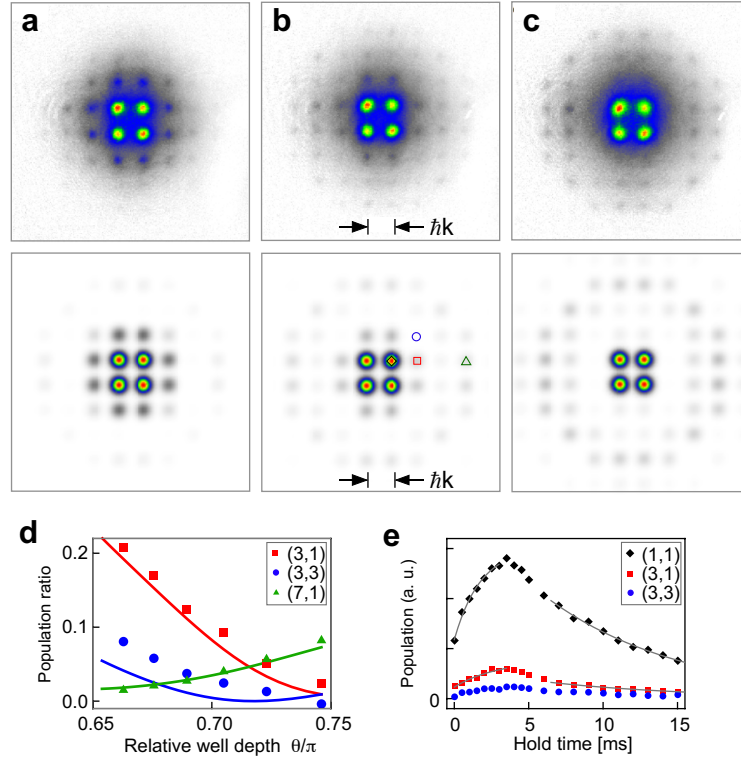 a
b
c
ħk
ħk
d
Population ratio
0.2
0.1
0.0
(3,1)
(3,3)
(7,1)
0.65
0.70
0.75
Relative well depth θ/π
e
Population (a. u.)
0
(1,1)
(3,1)
(3,3)
0
5
10
15
Hold time [ms]